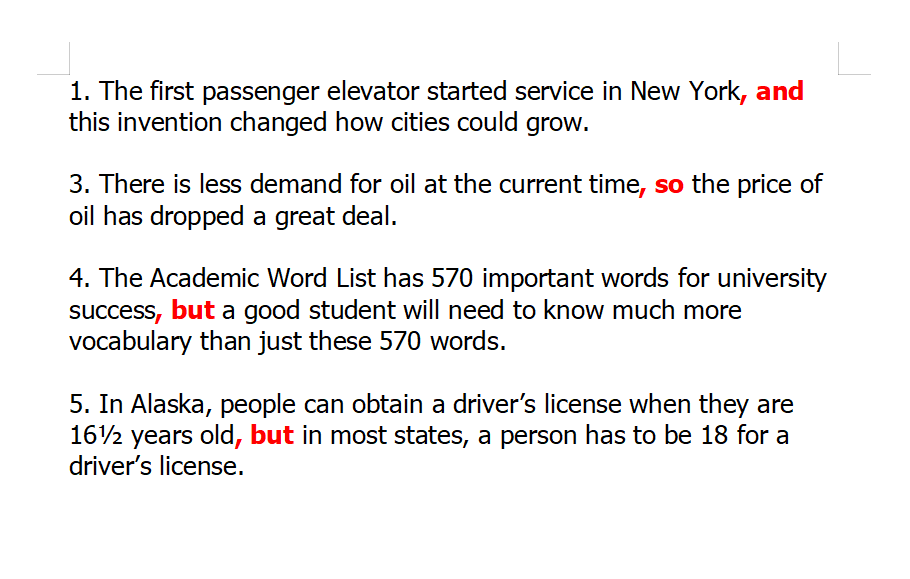 1. The first passenger elevator started service in New York, and
this invention changed how cities could grow.
3. There is less demand for oil at the current time, so the price of
oil has dropped a great deal.
4. The Academic Word List has 570 important words for university
success, but a good student will need to know much more
vocabulary than just these 570 words.
5. In Alaska, people can obtain a driver’s license when they are
16½ years old, but in most states, a person has to be 18 for a
driver’s license.